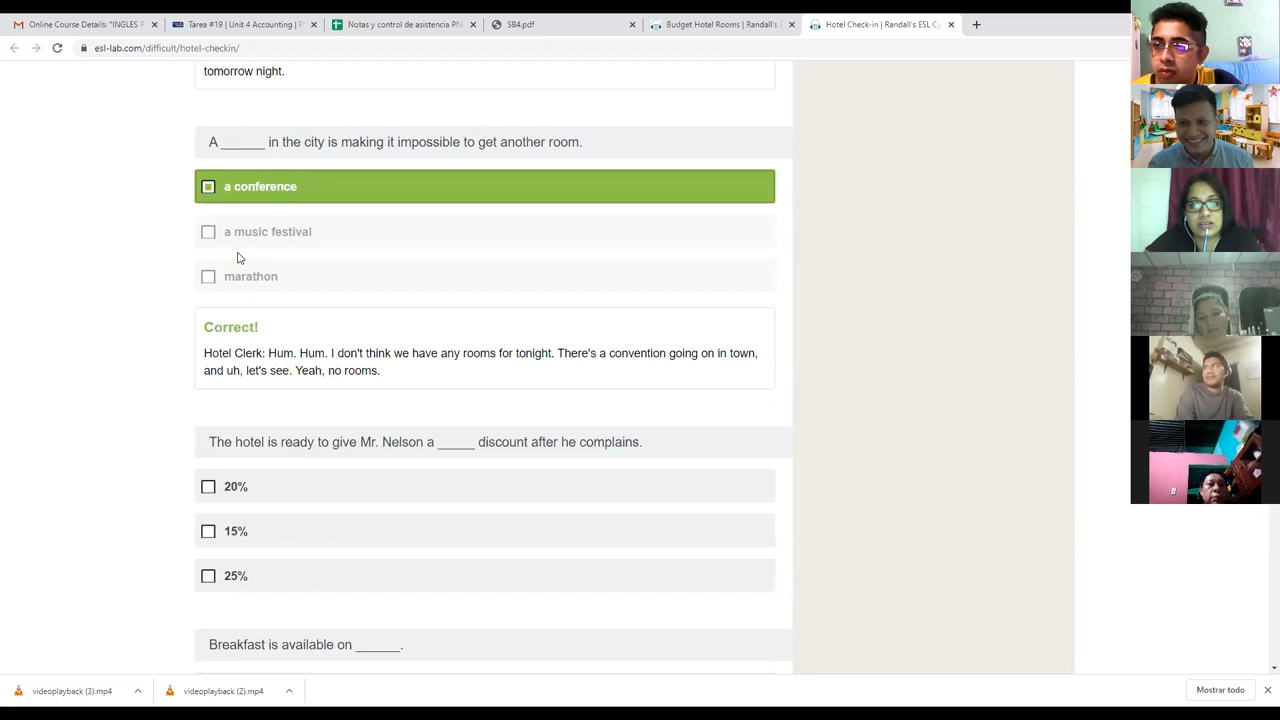 Online Course Details: "INGLES P
Tarea #19 | Unit 4 Accounting | P
Notas y control de asistencia PN
SB4.pdf
Budget Hotel Rooms | Randall's E
Hotel Check-in | Randall's ESL Cy
esl-lab.com/difficult/hotel-checkin/
tomorrow night.
A ______ in the city is making it impossible to get another room.
a conference
a music festival
marathon
Correct!
Hotel Clerk: Hum. Hum. I don't think we have any rooms for tonight. There's a convention going on in town,
and uh, let's see. Yeah, no rooms.
The hotel is ready to give Mr. Nelson a _____ discount after he complains.
20%
15%
25%
Breakfast is available on ______.
videoplayback (3).mp4
videoplayback (2).mp4
Mostrar todo